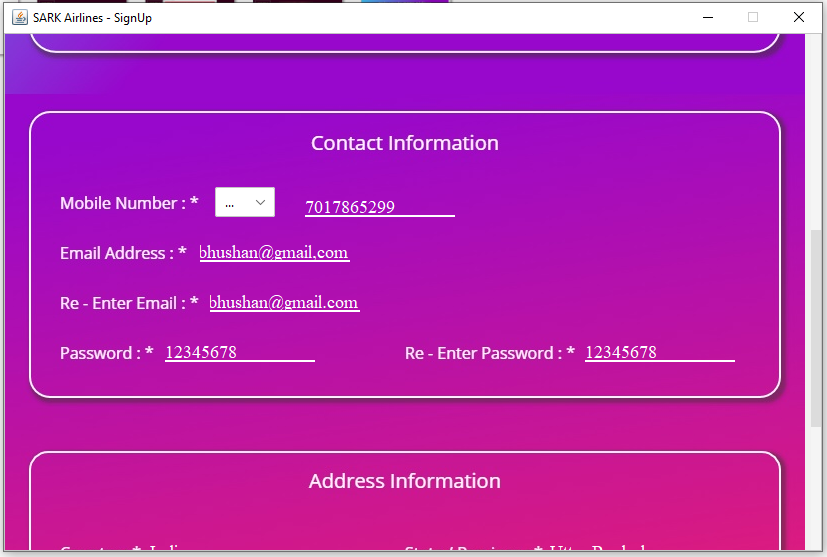 SARK Airlines - SignUp
Contact Information
Mobile Number : * ... 7017865299
Email Address : * bhushan@gmail.com
Re - Enter Email : * bhushan@gmail.com
Password : * 12345678 Re - Enter Password : * 12345678
Address Information